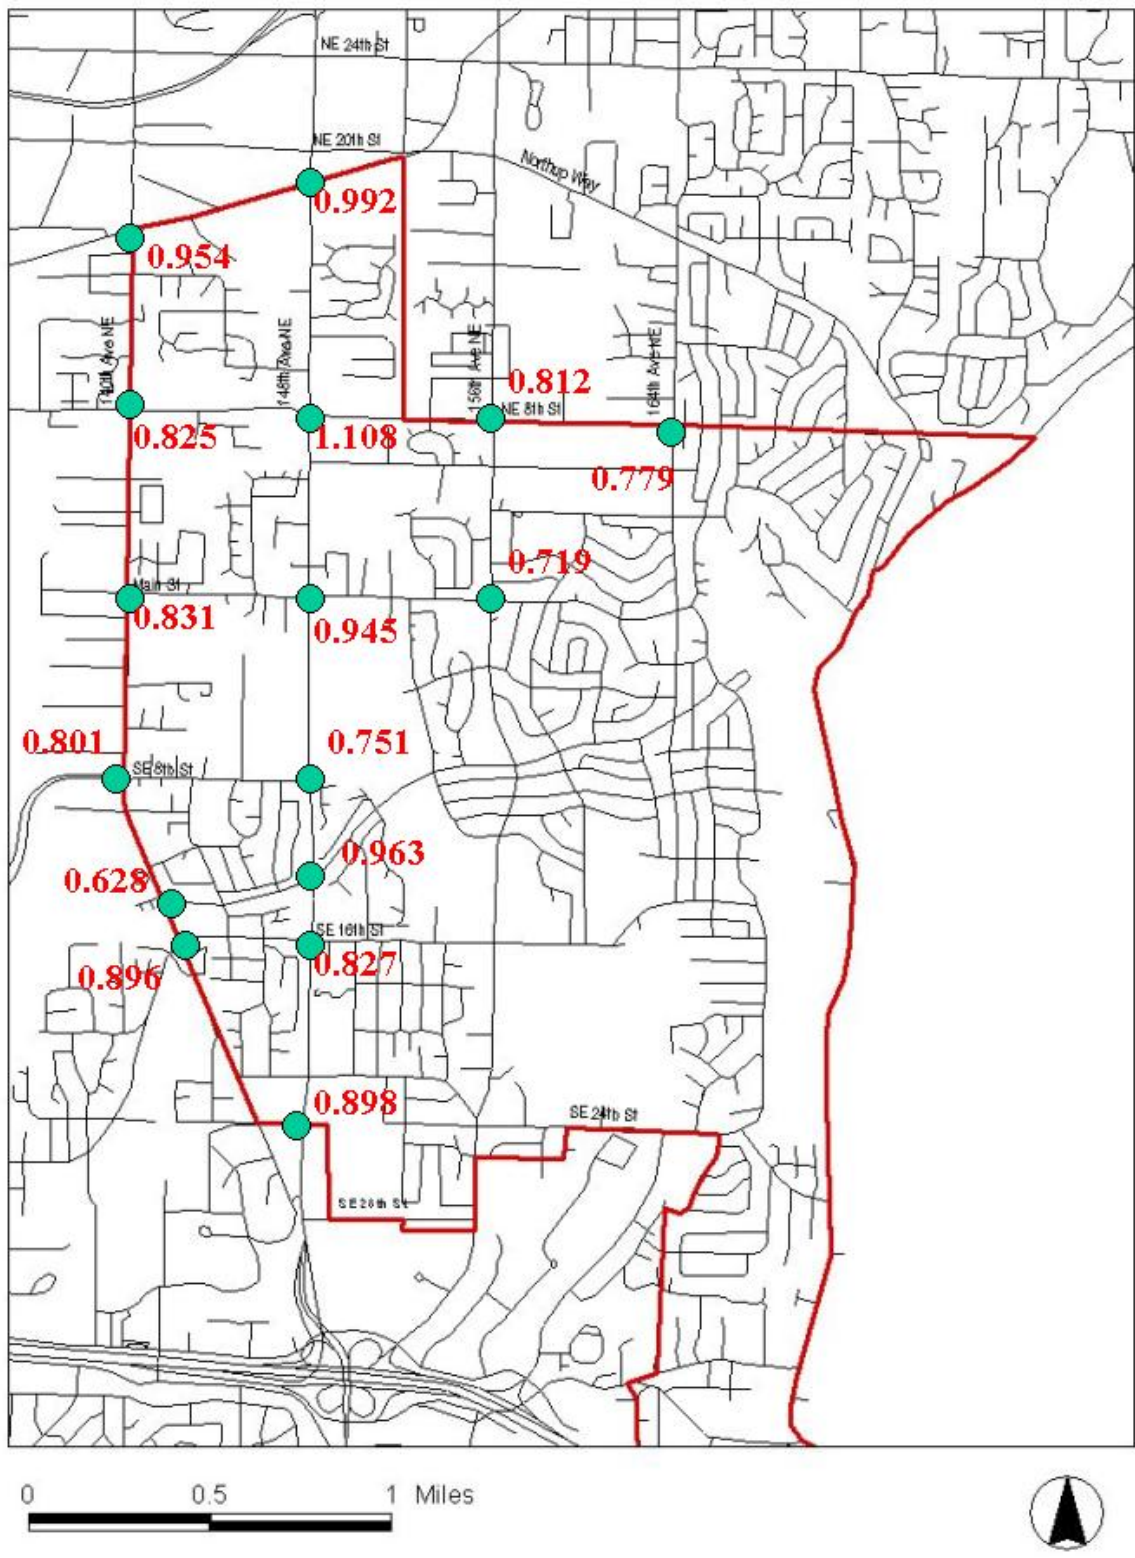 NE 24th St
NE 20th St
Northup Way
0.992
0.954
140th Ave NE
148th Ave NE
156th Ave NE
164th Ave NE
0.812
NE 8th St
0.825
1.108
0.779
0.719
Main St
0.831
0.945
0.801
0.751
SE 8th St
0.963
0.628
SE 16th St
0.827
0.896
0.898
SE 24th St
SE 28th St
0 0.5 1 Miles